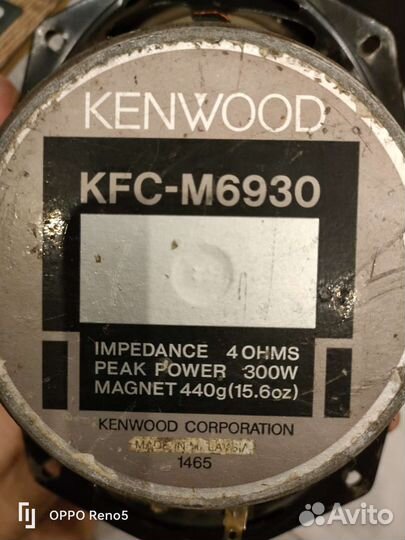 KENWOOD
KFC-M6930
IMPEDANCE 4 OHMS
PEAK POWER 300W
MAGNET 440g(15.6oz)
KENWOOD CORPORATION
MADE IN
1465
OPPO Reno5
Avito